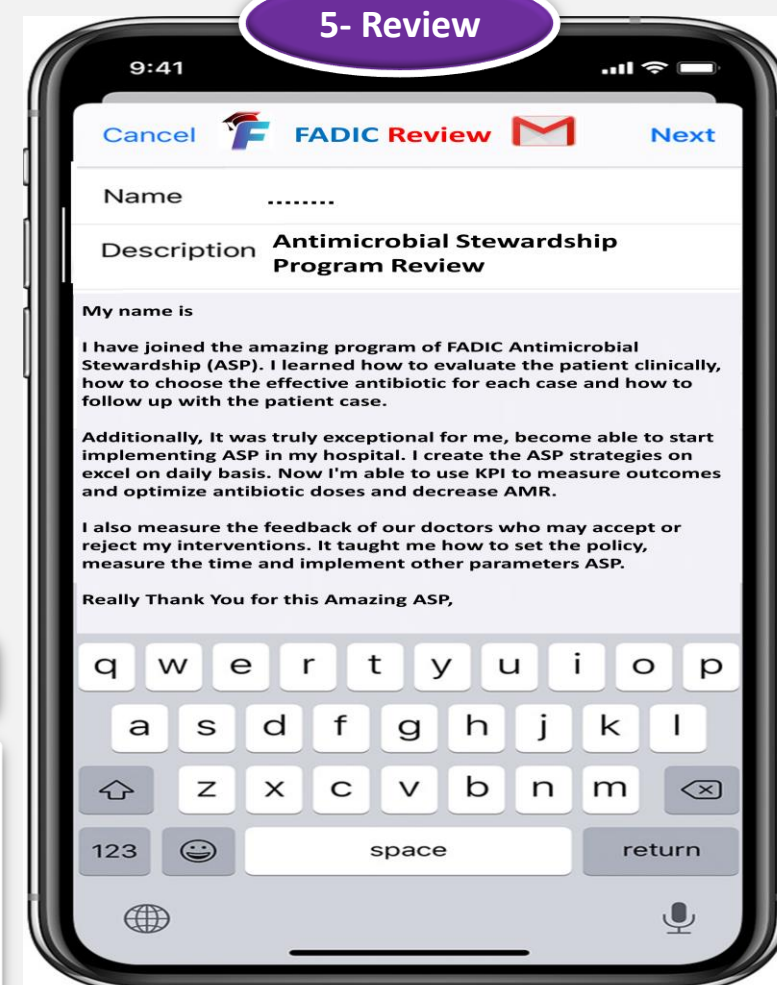 5- Review
9:41
Cancel F FADIC Review Next
Name ........
Description Antimicrobial Stewardship
Program Review
My name is
I have joined the amazing program of FADIC Antimicrobial
Stewardship (ASP). I learned how to evaluate the patient clinically,
how to choose the effective antibiotic for each case and how to
follow up with the patient case.
Additionally, It was truly exceptional for me, become able to start
implementing ASP in my hospital. I create the ASP strategies on
excel on daily basis. Now I'm able to use KPI to measure outcomes
and optimize antibiotic doses and decrease AMR.
I also measure the feedback of our doctors who may accept or
reject my interventions. It taught me how to set the policy,
measure the time and implement other parameters ASP.
Really Thank You for this Amazing ASP,
q w e r t y u i o p
a s d f g h j k l
z x c v b n m
123 space return